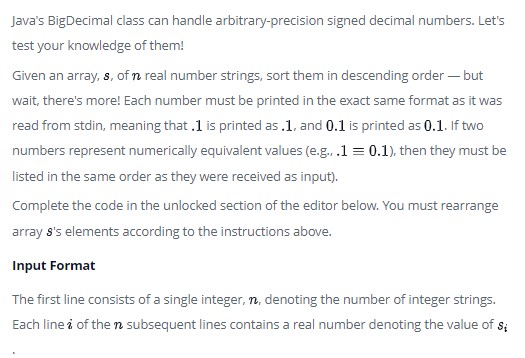 Java's BigDecimal class can handle arbitrary-precision signed decimal numbers. Let's
test your knowledge of them!
Given an array, s, of n real number strings, sort them in descending order — but
wait, there's more! Each number must be printed in the exact same format as it was
read from stdin, meaning that .1 is printed as .1, and 0.1 is printed as 0.1. If two
numbers represent numerically equivalent values (e.g., .1 ≡ 0.1), then they must be
listed in the same order as they were received as input).
Complete the code in the unlocked section of the editor below. You must rearrange
array s's elements according to the instructions above.
Input Format
The first line consists of a single integer, n, denoting the number of integer strings.
Each line i of the n subsequent lines contains a real number denoting the value of sᵢ
.